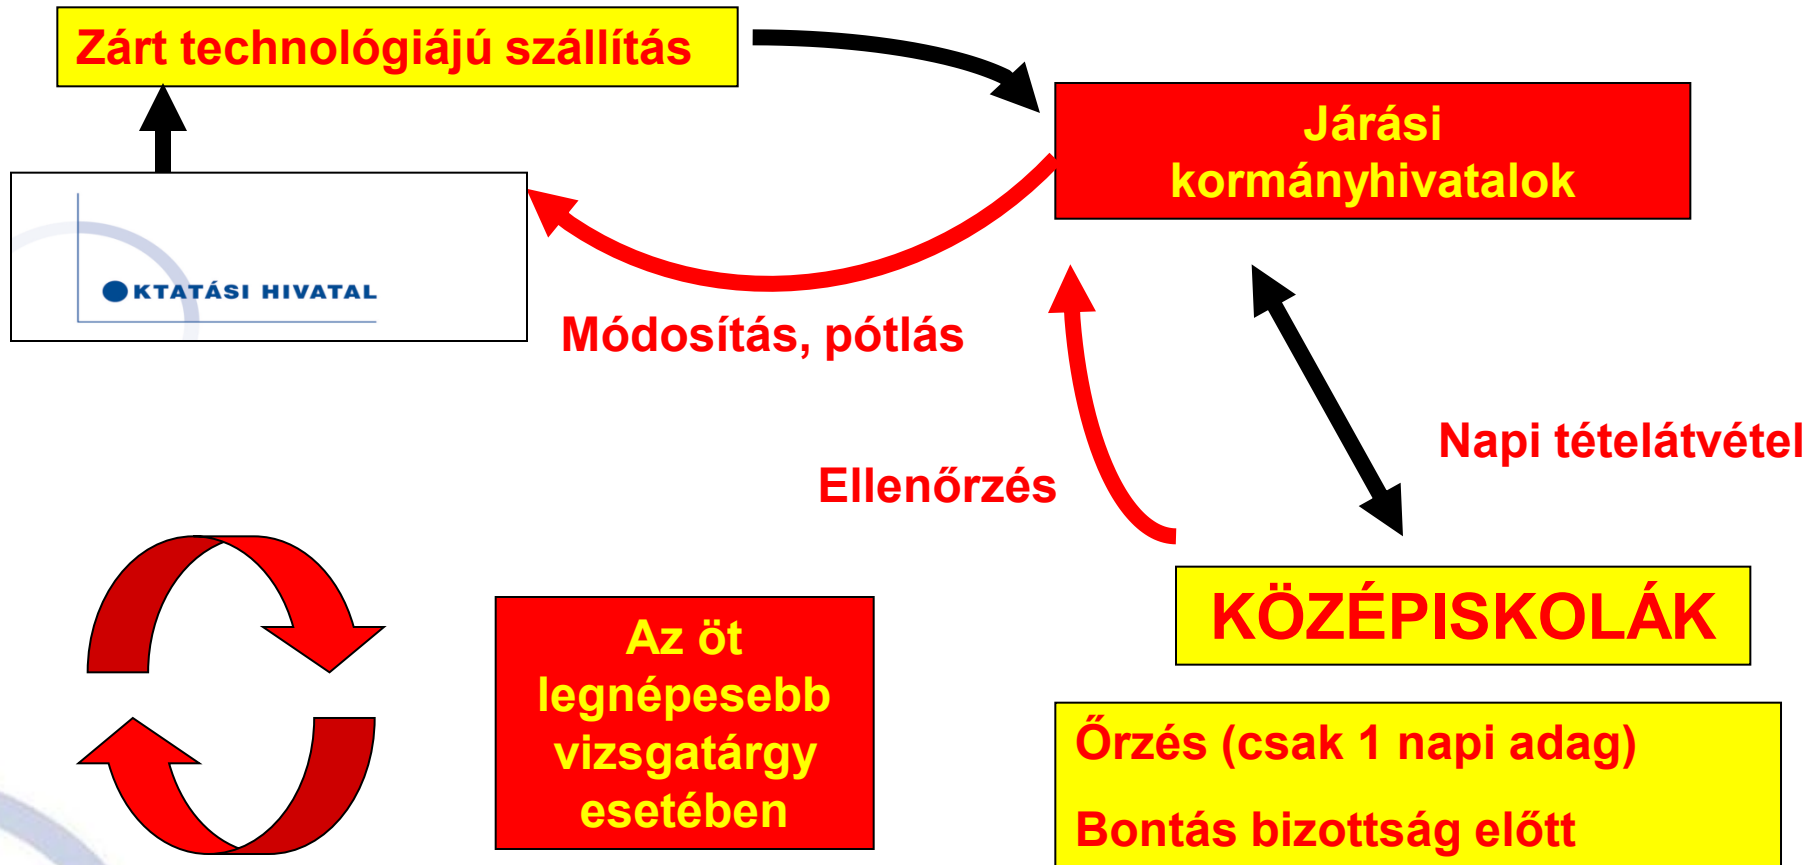 Zárt technológiájú szállítás
Járási
kormányhivatalok
KTATÁSI HIVATAL
Módosítás, pótlás
Napi tételátvétel
Ellenőrzés
KÖZÉPISKOLÁK
Az öt
legnépesebb
vizsgatárgy
esetében
Őrzés (csak 1 napi adag)
Bontás bizottság előtt